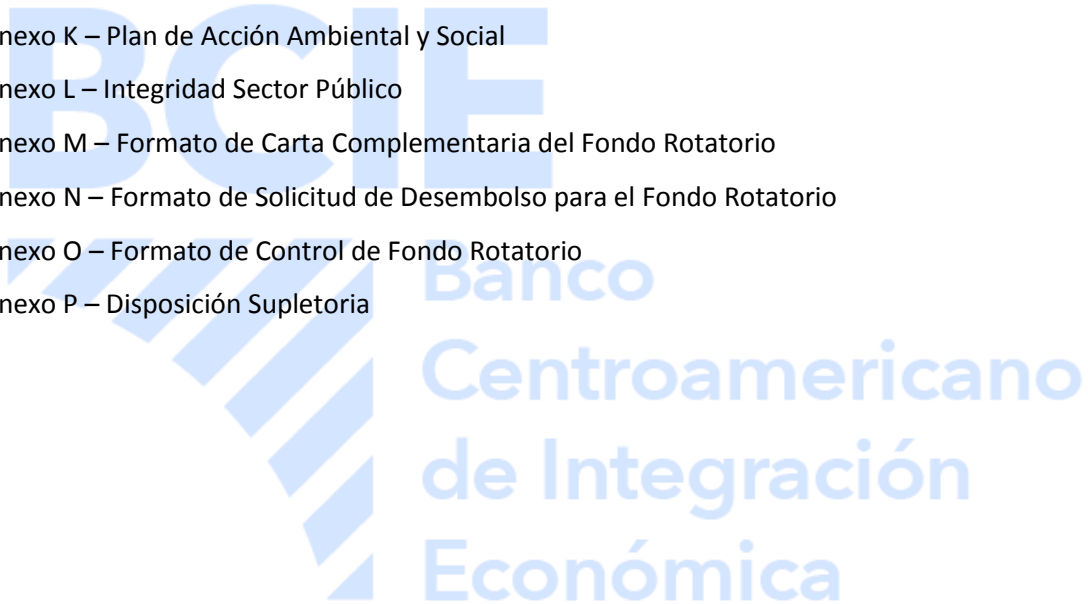 BCIE
nexo K – Plan de Acción Ambiental y Social
nexo L – Integridad Sector Público
nexo M – Formato de Carta Complementaria del Fondo Rotatorio
nexo N – Formato de Solicitud de Desembolso para el Fondo Rotatorio
nexo O – Formato de Control de Fondo Rotatorio
nexo P – Disposición Supletoria
Banco
Centroamericano
de Integración
Económica